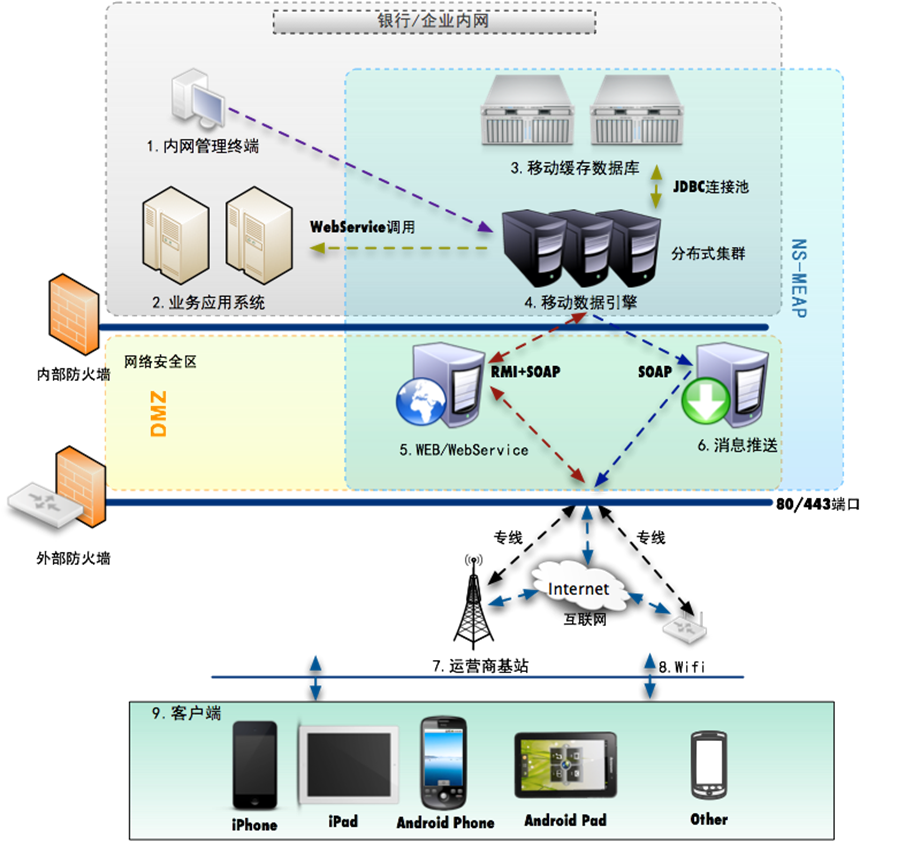 银行/企业内网
1.内网管理终端
3.移动缓存数据库
JDBC连接池
WebService调用
分布式集群
NS-MEAP
2.业务应用系统
4.移动数据引擎
内部防火墙
网络安全区
DMZ
RMI+SOAP
SOAP
5.WEB/WebService
6.消息推送
80/443端口
外部防火墙
专线
专线
Internet
互联网
7.运营商基站
8.Wifi
9.客户端
iPhone
iPad
Android Phone
Android Pad
Other